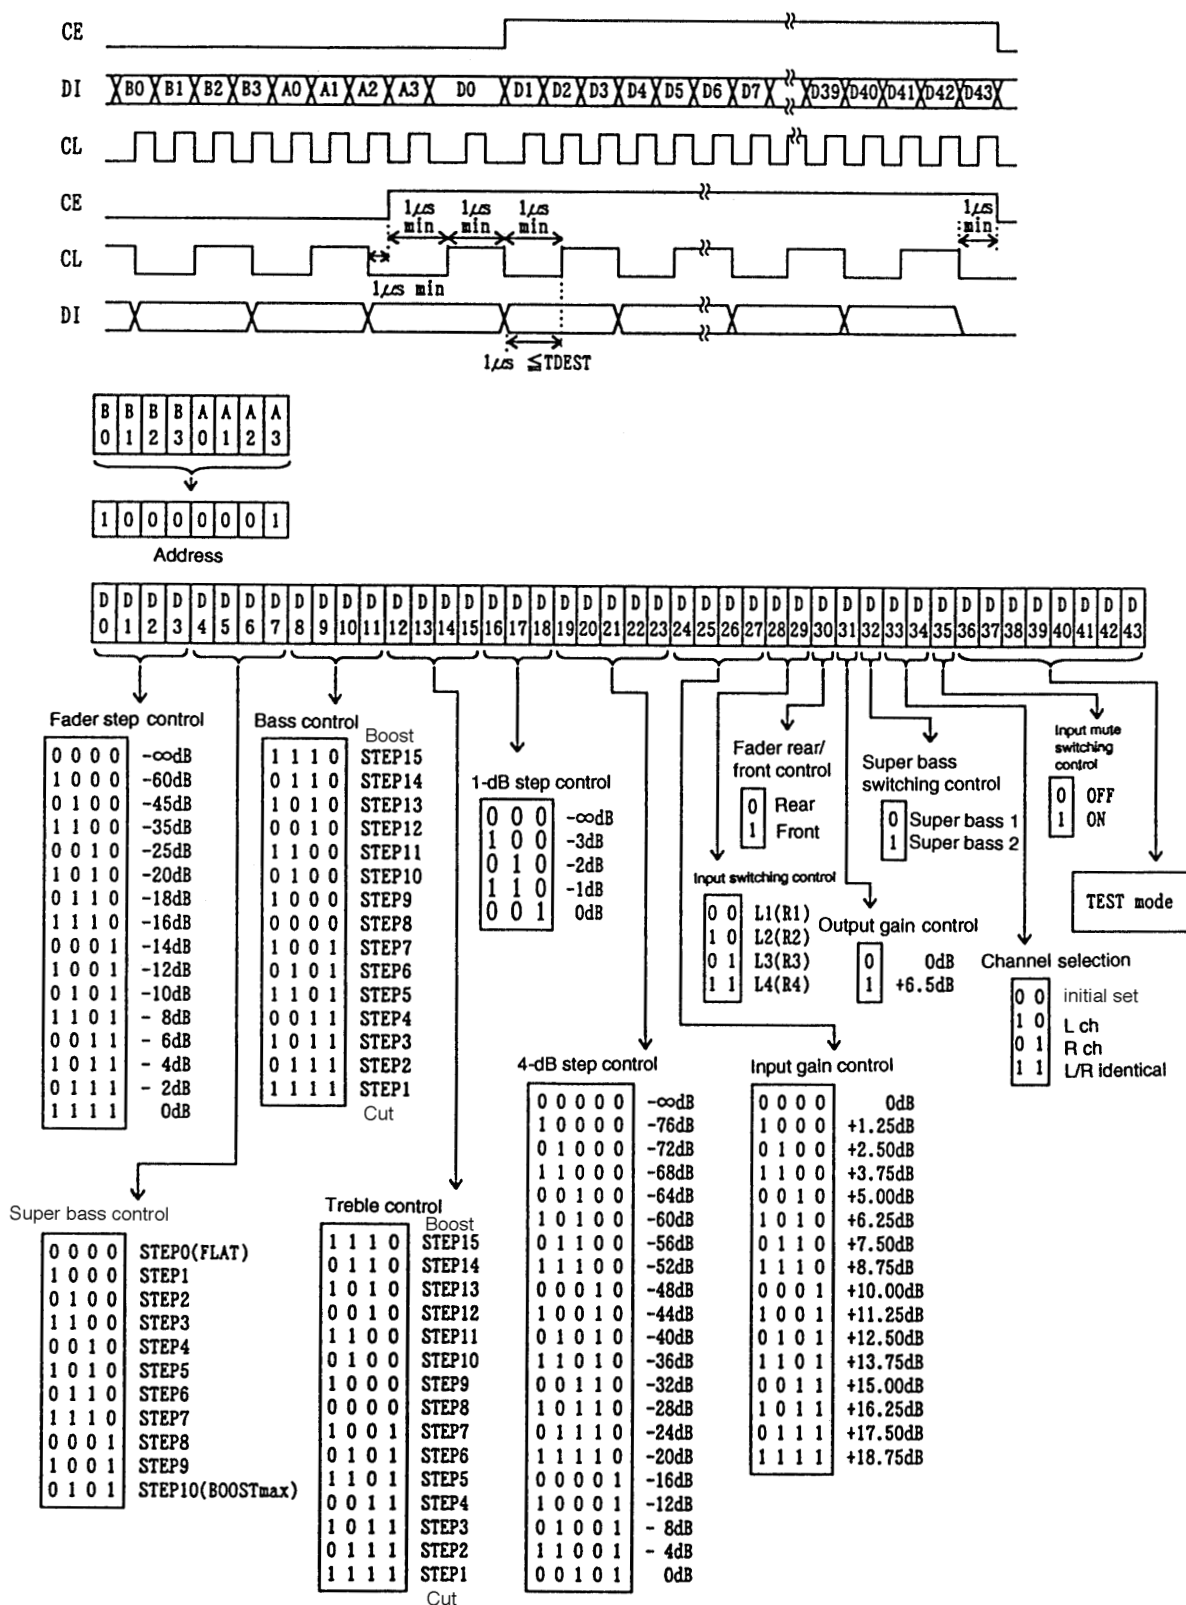 CE
DI B0 B1 B2 B3 A0 A1 A2 A3 D0 D1 D2 D3 D4 D5 D6 D7 D39 D40 D41 D42 D43
CL
CE
1μs min 1μs min 1μs min 1μs min
CL
1μs min
DI
1μs ≦TDEST
B0 B1 B2 B3 A0 A1 A2 A3
1 0 0 0 0 0 0 1
Address
D0 D1 D2 D3 D4 D5 D6 D7 D8 D9 D10 D11 D12 D13 D14 D15 D16 D17 D18 D19 D20 D21 D22 D23 D24 D25 D26 D27 D28 D29 D30 D31 D32 D33 D34 D35 D36 D37 D38 D39 D40 D41 D42 D43
Fader step control
0 0 0 0 -∞dB
1 0 0 0 -60dB
0 1 0 0 -45dB
1 1 0 0 -35dB
0 0 1 0 -25dB
1 0 1 0 -20dB
0 1 1 0 -18dB
1 1 1 0 -16dB
0 0 0 1 -14dB
1 0 0 1 -12dB
0 1 0 1 -10dB
1 1 0 1 - 8dB
0 0 1 1 - 6dB
1 0 1 1 - 4dB
0 1 1 1 - 2dB
1 1 1 1 0dB
Bass control
Boost
1 1 1 0 STEP15
0 1 1 0 STEP14
1 0 1 0 STEP13
0 0 1 0 STEP12
1 1 0 0 STEP11
0 1 0 0 STEP10
1 0 0 0 STEP9
0 0 0 0 STEP8
1 0 0 1 STEP7
0 1 0 1 STEP6
1 1 0 1 STEP5
0 0 1 1 STEP4
1 0 1 1 STEP3
0 1 1 1 STEP2
1 1 1 1 STEP1
Cut
1-dB step control
0 0 0 -∞dB
1 0 0 -3dB
0 1 0 -2dB
1 1 0 -1dB
0 0 1 0dB
Fader rear/
front control
0 Rear
1 Front
Super bass
switching control
0 Super bass 1
1 Super bass 2
Input mute
switching
control
0 OFF
1 ON
TEST mode
Input switching control
0 0 L1(R1)
1 0 L2(R2)
0 1 L3(R3)
1 1 L4(R4)
Output gain control
0 0dB
1 +6.5dB
Channel selection
0 0 initial set
1 0 L ch
0 1 R ch
1 1 L/R identical
Super bass control
0 0 0 0 STEP0(FLAT)
1 0 0 0 STEP1
0 1 0 0 STEP2
1 1 0 0 STEP3
0 0 1 0 STEP4
1 0 1 0 STEP5
0 1 1 0 STEP6
1 1 1 0 STEP7
0 0 0 1 STEP8
1 0 0 1 STEP9
0 1 0 1 STEP10(BOOSTmax)
Treble control
Boost
1 1 1 0 STEP15
0 1 1 0 STEP14
1 0 1 0 STEP13
0 0 1 0 STEP12
1 1 0 0 STEP11
0 1 0 0 STEP10
1 0 0 0 STEP9
0 0 0 0 STEP8
1 0 0 1 STEP7
0 1 0 1 STEP6
1 1 0 1 STEP5
0 0 1 1 STEP4
1 0 1 1 STEP3
0 1 1 1 STEP2
1 1 1 1 STEP1
Cut
4-dB step control
0 0 0 0 0 -∞dB
1 0 0 0 0 -76dB
0 1 0 0 0 -72dB
1 1 0 0 0 -68dB
0 0 1 0 0 -64dB
1 0 1 0 0 -60dB
0 1 1 0 0 -56dB
1 1 1 0 0 -52dB
0 0 0 1 0 -48dB
1 0 0 1 0 -44dB
0 1 0 1 0 -40dB
1 1 0 1 0 -36dB
0 0 1 1 0 -32dB
1 0 1 1 0 -28dB
0 1 1 1 0 -24dB
1 1 1 1 0 -20dB
0 0 0 0 1 -16dB
1 0 0 0 1 -12dB
0 1 0 0 1 - 8dB
1 1 0 0 1 - 4dB
0 0 1 0 1 0dB
Input gain control
0 0 0 0 0dB
1 0 0 0 +1.25dB
0 1 0 0 +2.50dB
1 1 0 0 +3.75dB
0 0 1 0 +5.00dB
1 0 1 0 +6.25dB
0 1 1 0 +7.50dB
1 1 1 0 +8.75dB
0 0 0 1 +10.00dB
1 0 0 1 +11.25dB
0 1 0 1 +12.50dB
1 1 0 1 +13.75dB
0 0 1 1 +15.00dB
1 0 1 1 +16.25dB
0 1 1 1 +17.50dB
1 1 1 1 +18.75dB